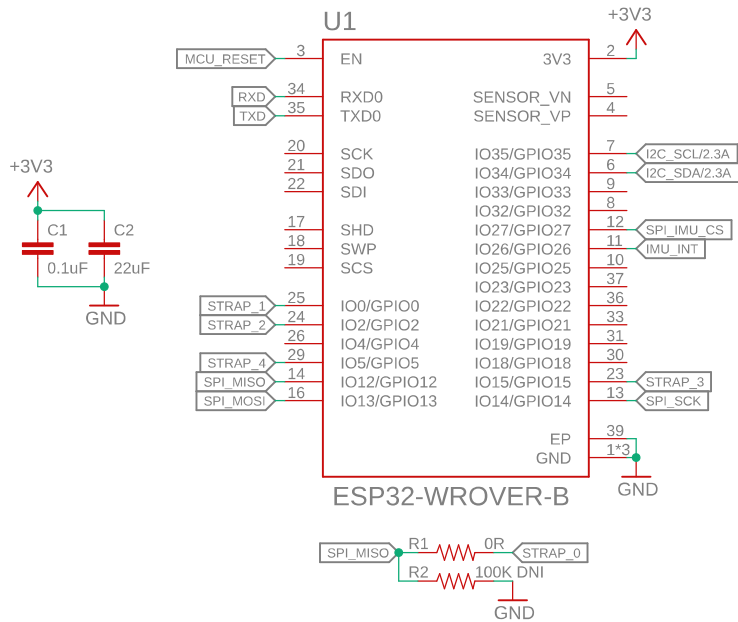 U1
+3V3
MCU_RESET 3 EN 3V3 2
RXD 34 RXD0 SENSOR_VN 5
TXD 35 TXD0 SENSOR_VP 4
20 SCK IO35/GPIO35 7 I2C_SCL/2.3A
21 SDO IO34/GPIO34 6 I2C_SDA/2.3A
22 SDI IO33/GPIO33 9
IO32/GPIO32 8
17 SHD IO27/GPIO27 12 SPI_IMU_CS
18 SWP IO26/GPIO26 11 IMU_INT
19 SCS IO25/GPIO25 10
IO23/GPIO23 37
STRAP_1 25 IO0/GPIO0 IO22/GPIO22 36
STRAP_2 24 IO2/GPIO2 IO21/GPIO21 33
26 IO4/GPIO4 IO19/GPIO19 31
STRAP_4 29 IO5/GPIO5 IO18/GPIO18 30
SPI_MISO 14 IO12/GPIO12 IO15/GPIO15 23 STRAP_3
SPI_MOSI 16 IO13/GPIO13 IO14/GPIO14 13 SPI_SCK
EP 39
GND 1*3
GND
ESP32-WROVER-B
+3V3
C1 C2
0.1uF 22uF
GND
SPI_MISO R1 0R STRAP_0
R2 100K DNI
GND